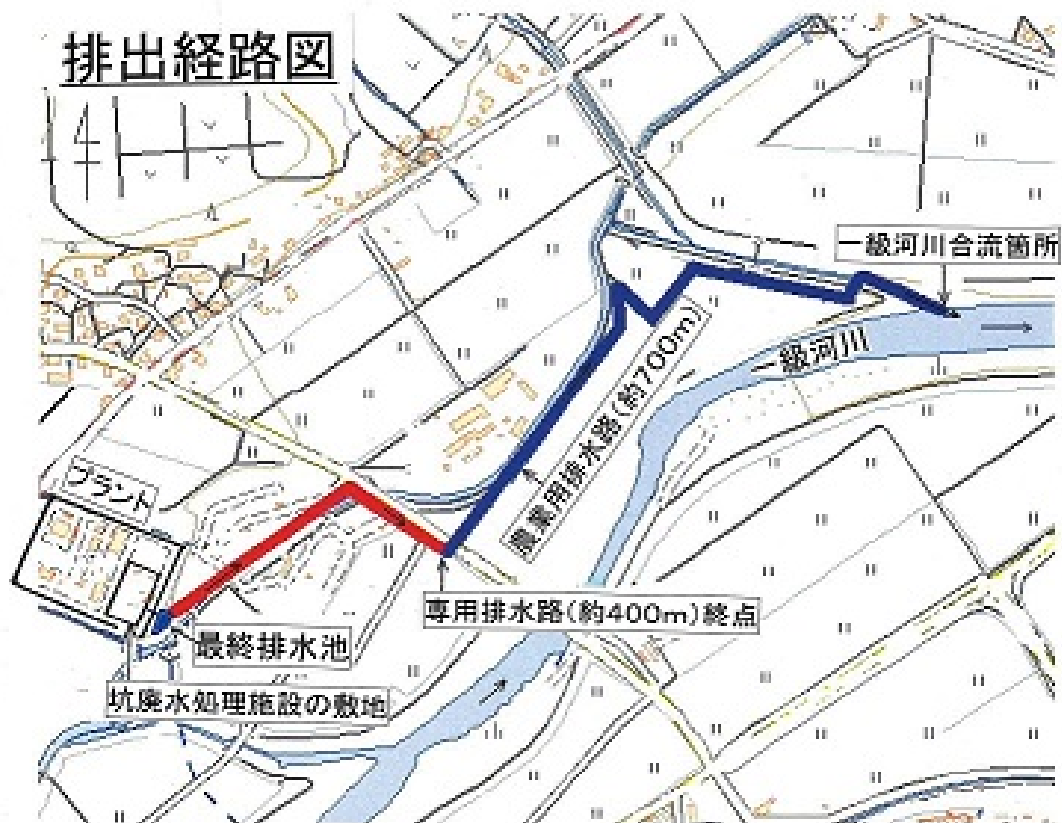 排出経路図
一級河川合流箇所
一級河川
農業用排水路(約700m)
プラント
専用排水路(約400m)終点
最終排水池
坑廃水処理施設の敷地